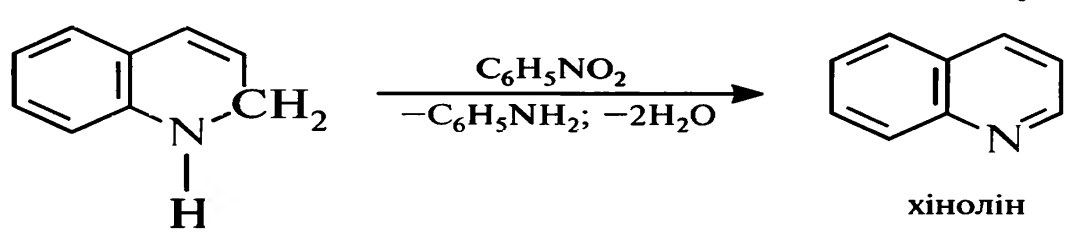 C₆H₅NO₂
CH₂
−C₆H₅NH₂; −2H₂O
N
N
H
хінолін